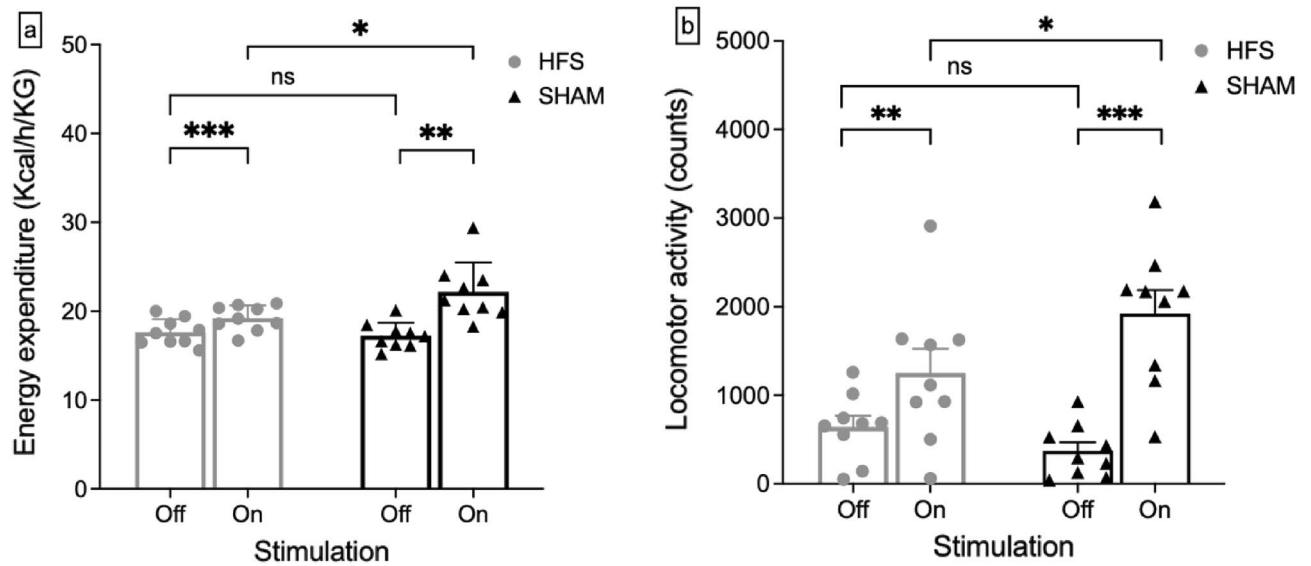 a
Energy expenditure (Kcal/h/KG)
50
40
30
20
10
0
*
ns
***
**
HFS
SHAM
Off
On
Off
On
Stimulation
b
Locomotor activity (counts)
5000
4000
3000
2000
1000
0
*
ns
**
***
HFS
SHAM
Off
On
Off
On
Stimulation